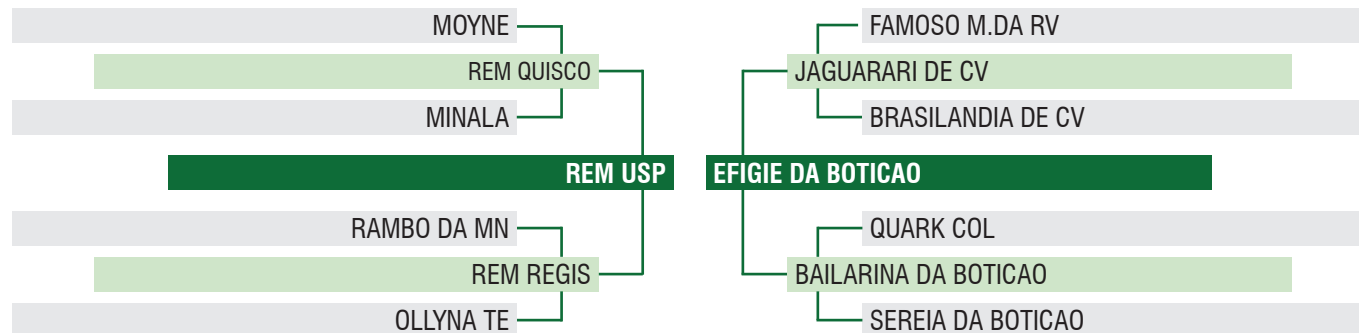 MOYNE
FAMOSO M.DA RV
REM QUISCO
JAGUARARI DE CV
MINALA
BRASILANDIA DE CV
REM USP
EFIGIE DA BOTICAO
RAMBO DA MN
QUARK COL
REM REGIS
BAILARINA DA BOTICAO
OLLYNA TE
SEREIA DA BOTICAO